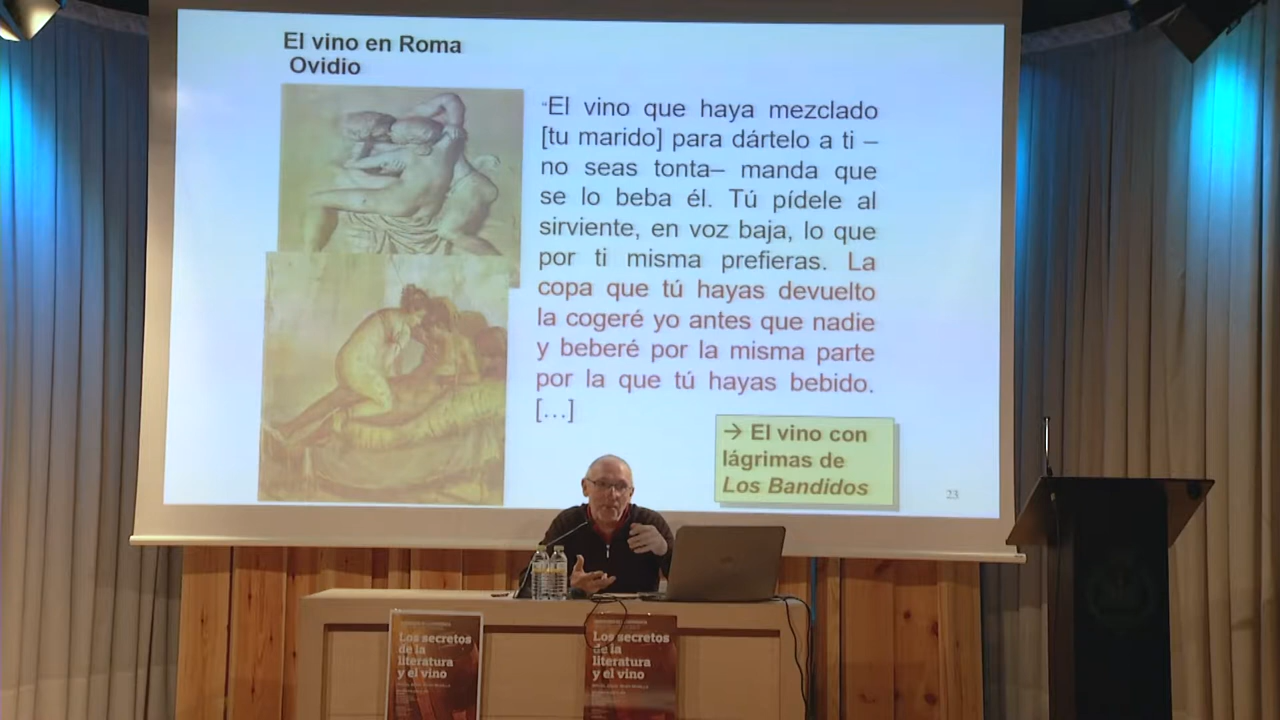 El vino en Roma
Ovidio
"El vino que haya mezclado
[tu marido] para dártelo a ti –
no seas tonta– manda que
se lo beba él. Tú pídele al
sirviente, en voz baja, lo que
por ti misma prefieras. La
copa que tú hayas devuelto
la cogeré yo antes que nadie
y beberé por la misma parte
por la que tú hayas bebido.
[…]
→ El vino con
lágrimas de
Los Bandidos
23
Los secretos
de la
literatura
y el vino
Los secretos
de la
literatura
y el vino